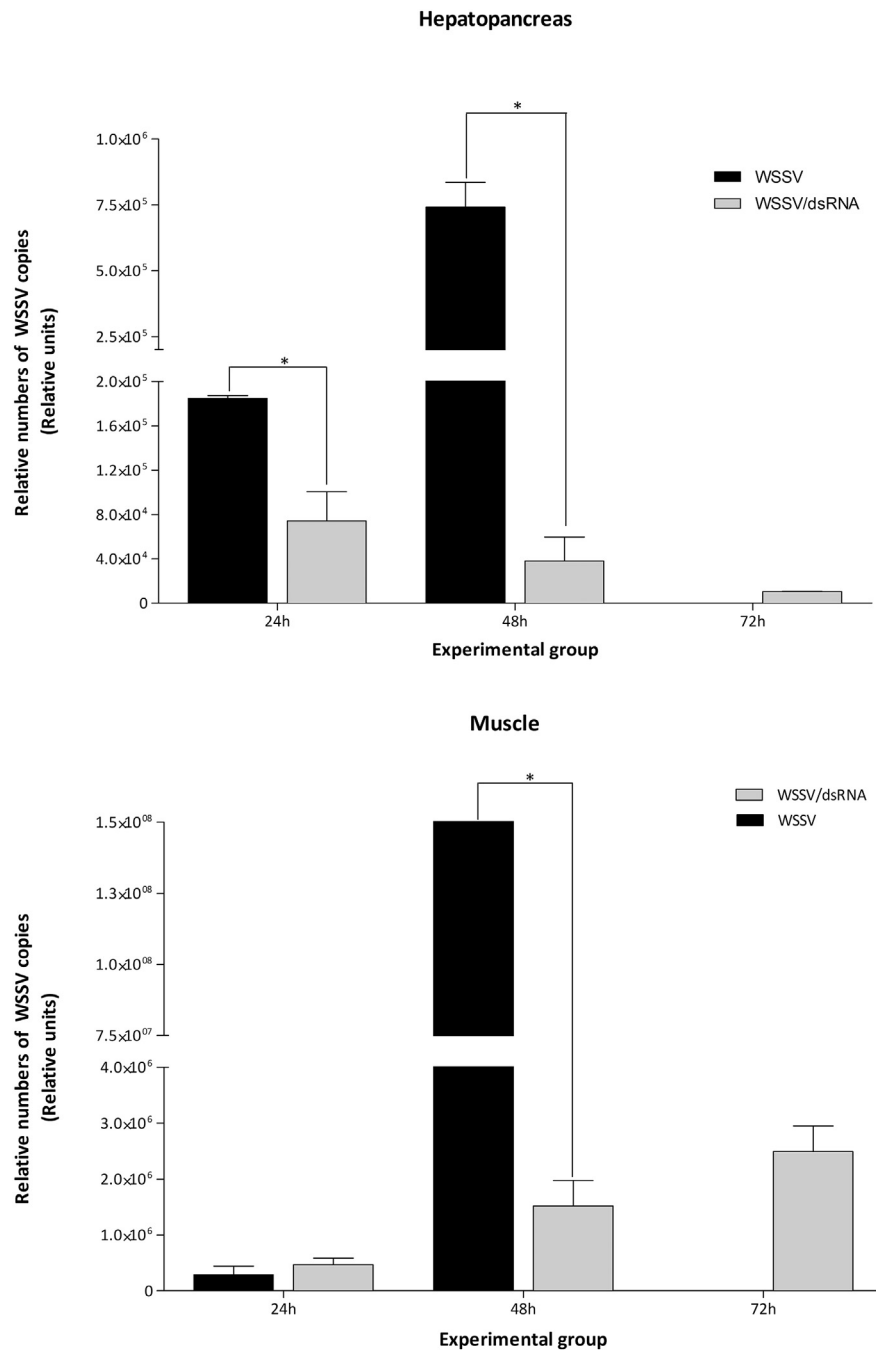 Hepatopancreas
*
*
1.0x10⁶
7.5x10⁵
5.0x10⁵
2.5x10⁵
2.0x10⁵
1.6x10⁵
1.2x10⁵
8.0x10⁴
4.0x10⁴
0
Relative numbers of WSSV copies
(Relative units)
WSSV
WSSV/dsRNA
24h
48h
72h
Experimental group
Muscle
*
1.5x10⁰⁸
1.3x10⁰⁸
1.0x10⁰⁸
7.5x10⁰⁷
4.0x10⁶
3.0x10⁶
2.0x10⁶
1.0x10⁶
0
Relative numbers of WSSV copies
(Relative units)
WSSV/dsRNA
WSSV
24h
48h
72h
Experimental group